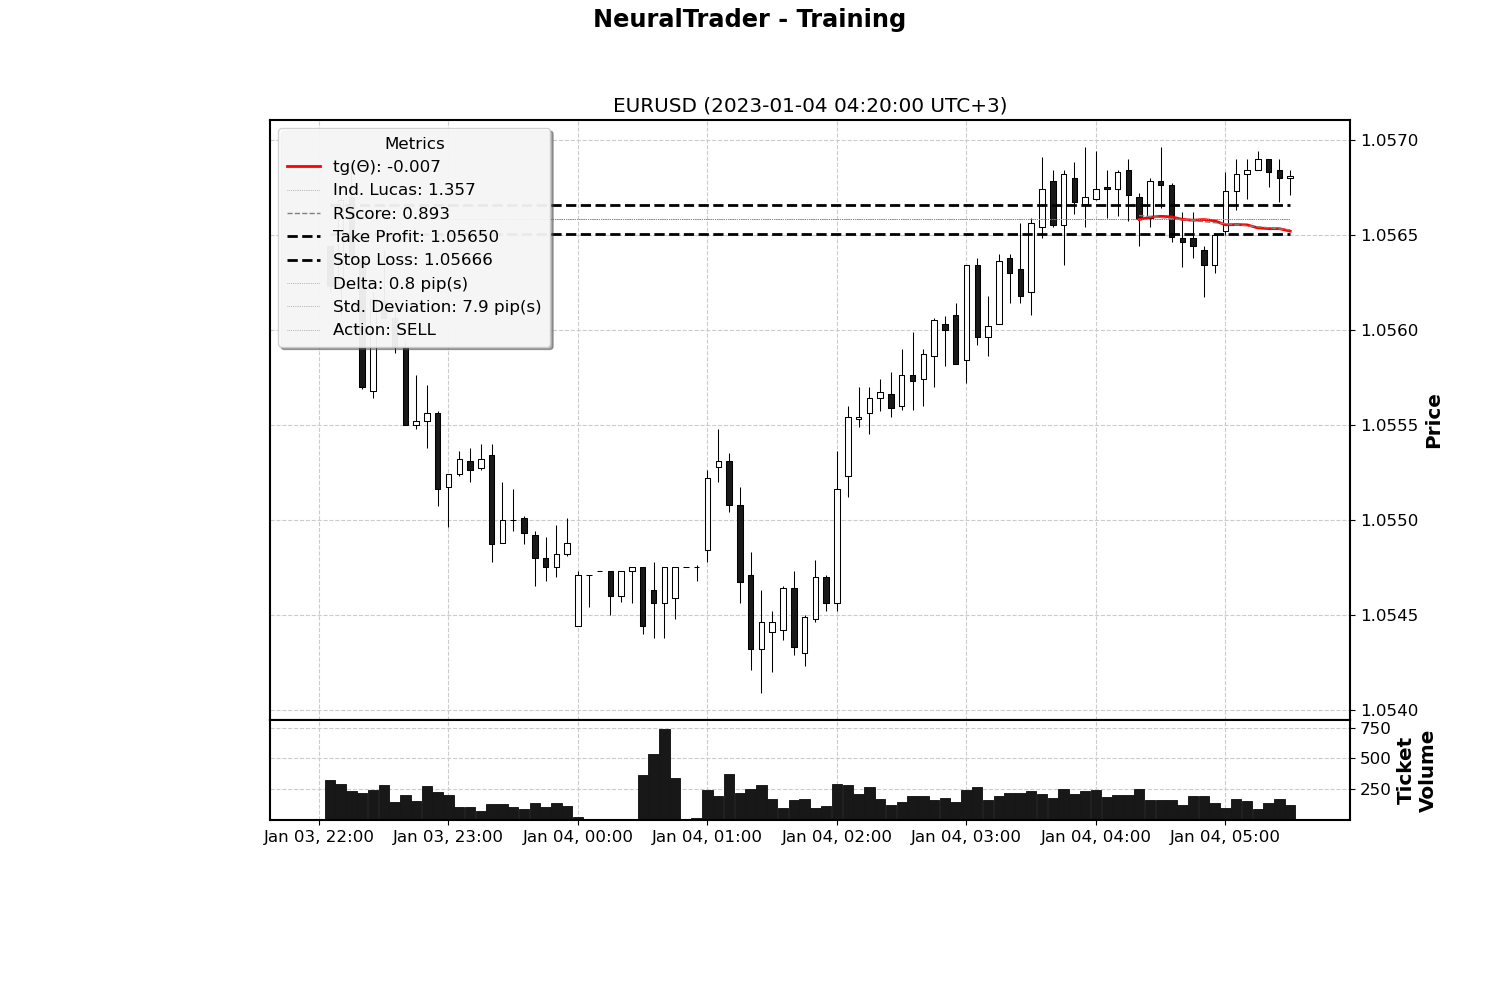 NeuralTrader - Training
EURUSD (2023-01-04 04:20:00 UTC+3)
Metrics
tg(Θ): -0.007
Ind. Lucas: 1.357
RScore: 0.893
Take Profit: 1.05650
Stop Loss: 1.05666
Delta: 0.8 pip(s)
Std. Deviation: 7.9 pip(s)
Action: SELL
1.0570
1.0565
1.0560
1.0555
1.0550
1.0545
1.0540
Price
750
500
250
Ticket
Volume
Jan 03, 22:00
Jan 03, 23:00
Jan 04, 00:00
Jan 04, 01:00
Jan 04, 02:00
Jan 04, 03:00
Jan 04, 04:00
Jan 04, 05:00